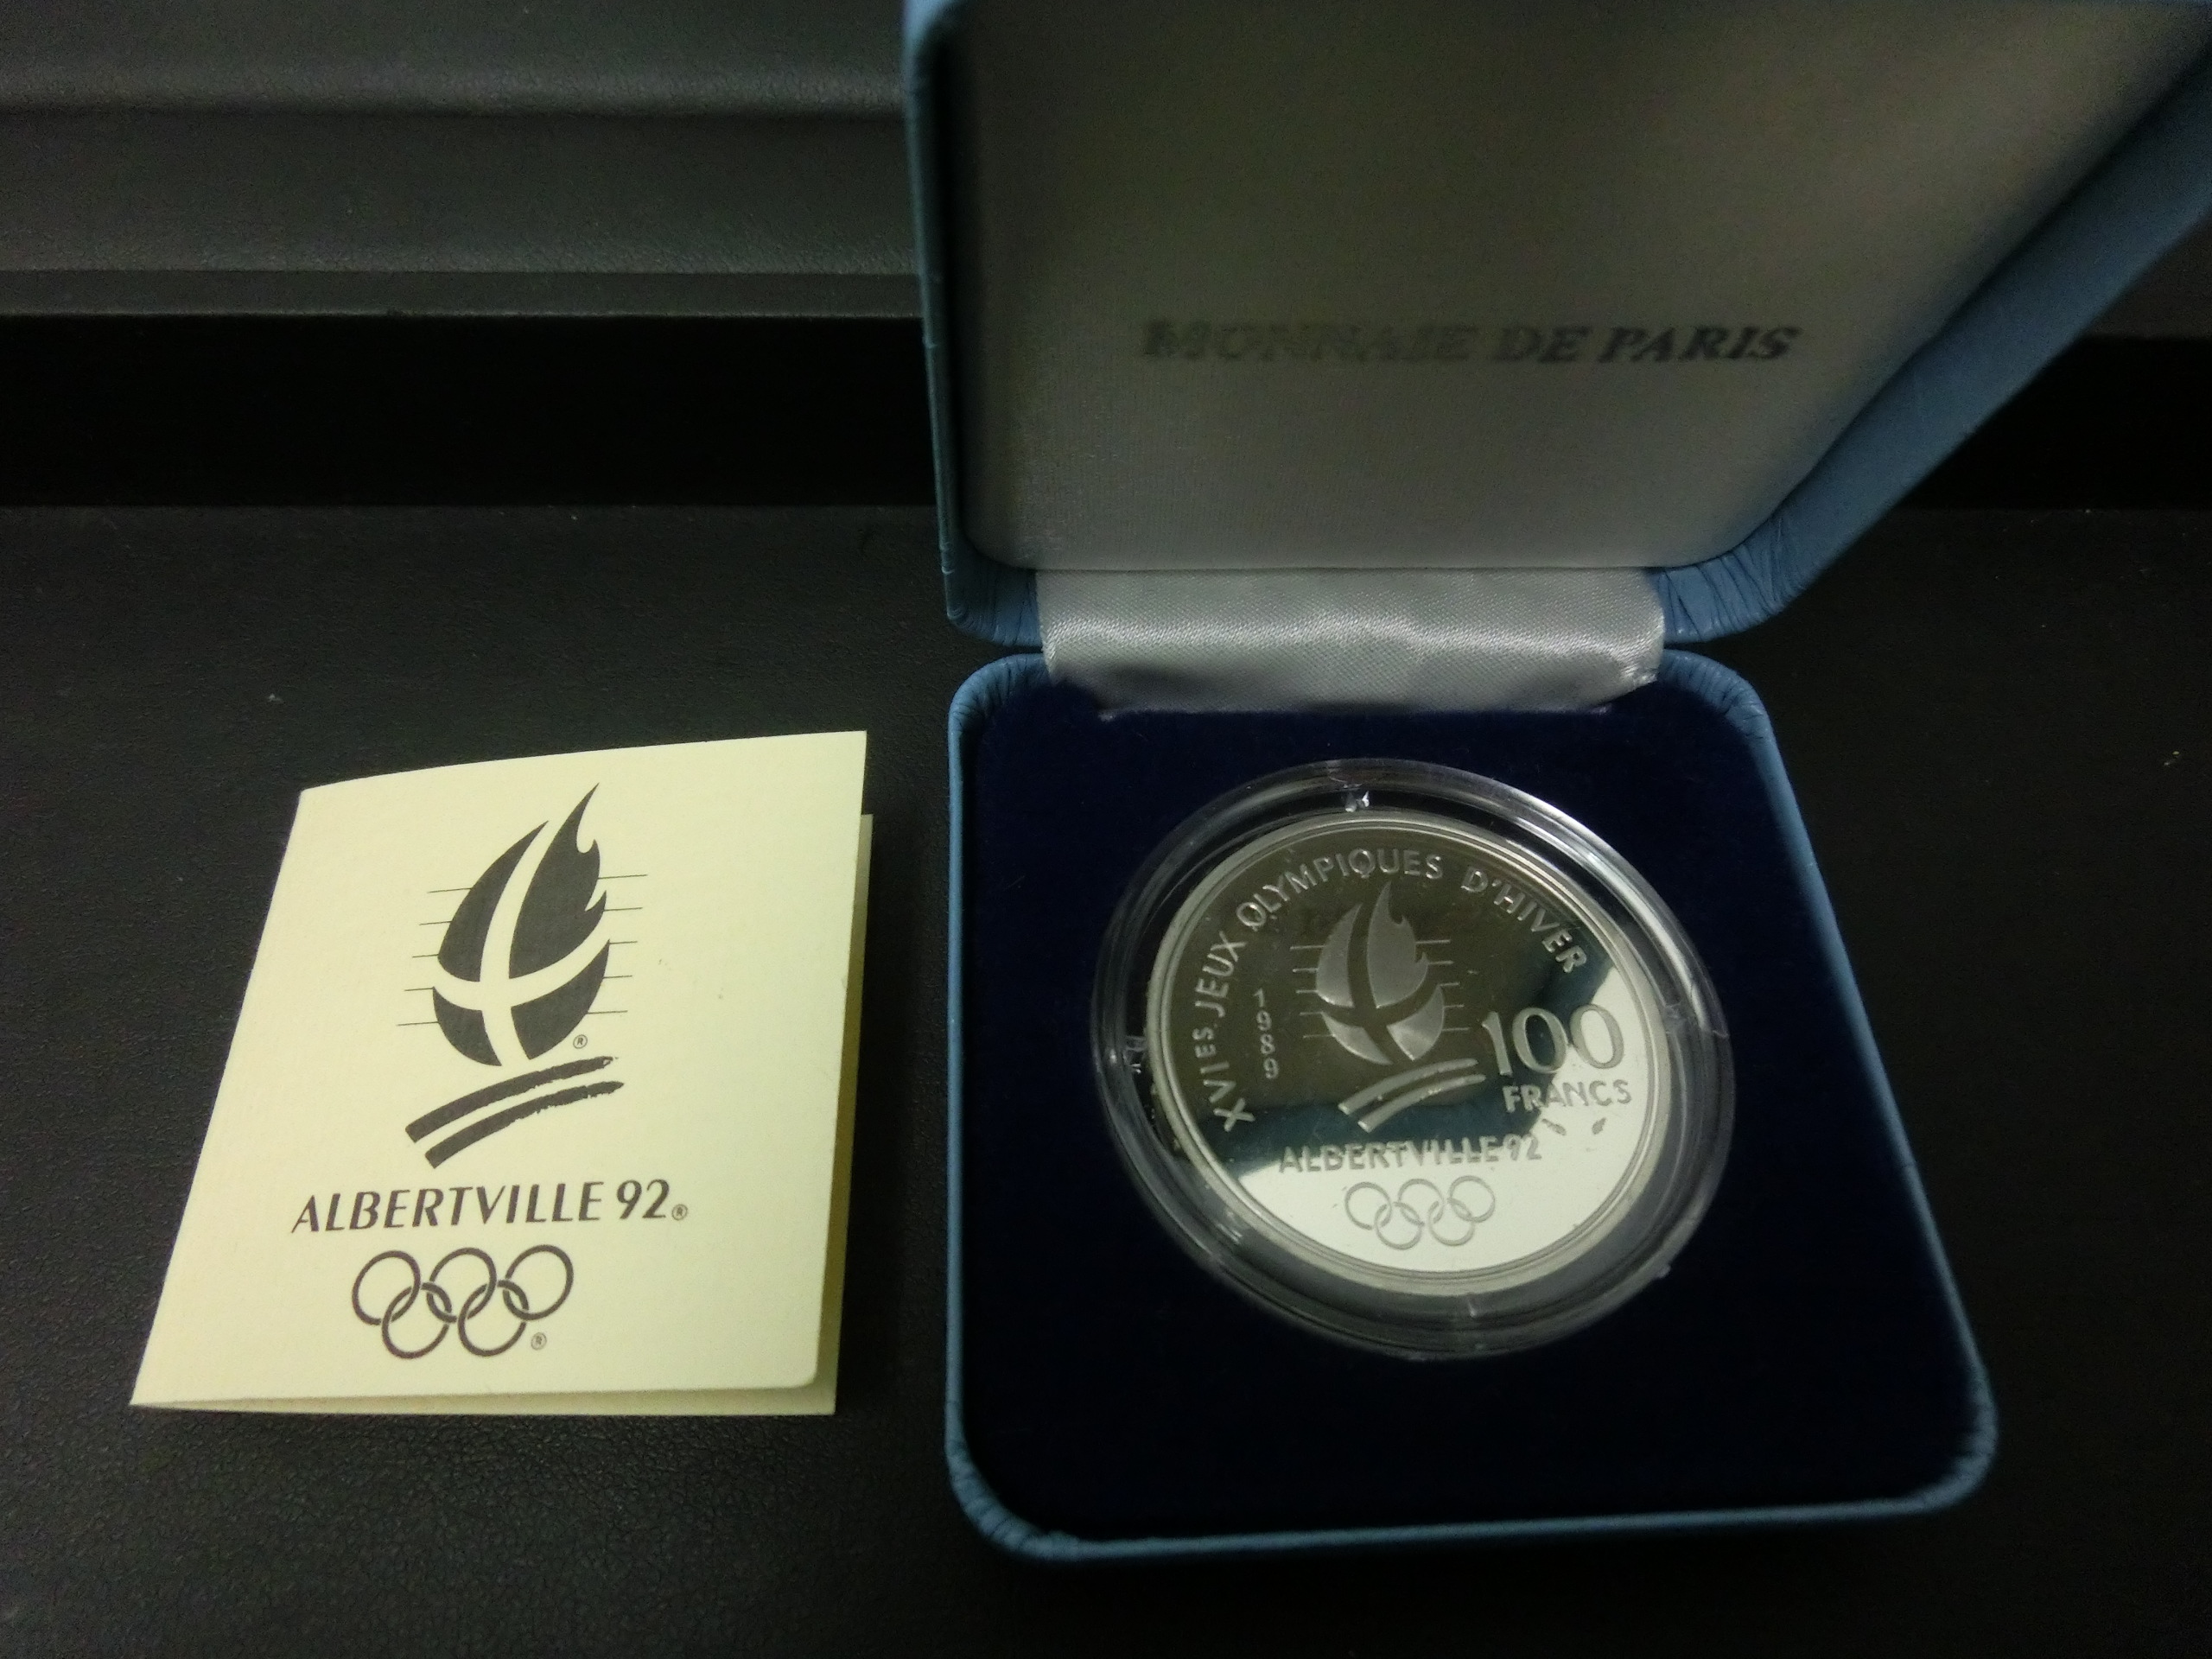 MONNAIE DE PARIS
ALBERTVILLE 92®
®
XVIES JEUX OLYMPIQUES D'HIVER
1989
100
FRANCS
ALBERTVILLE 92